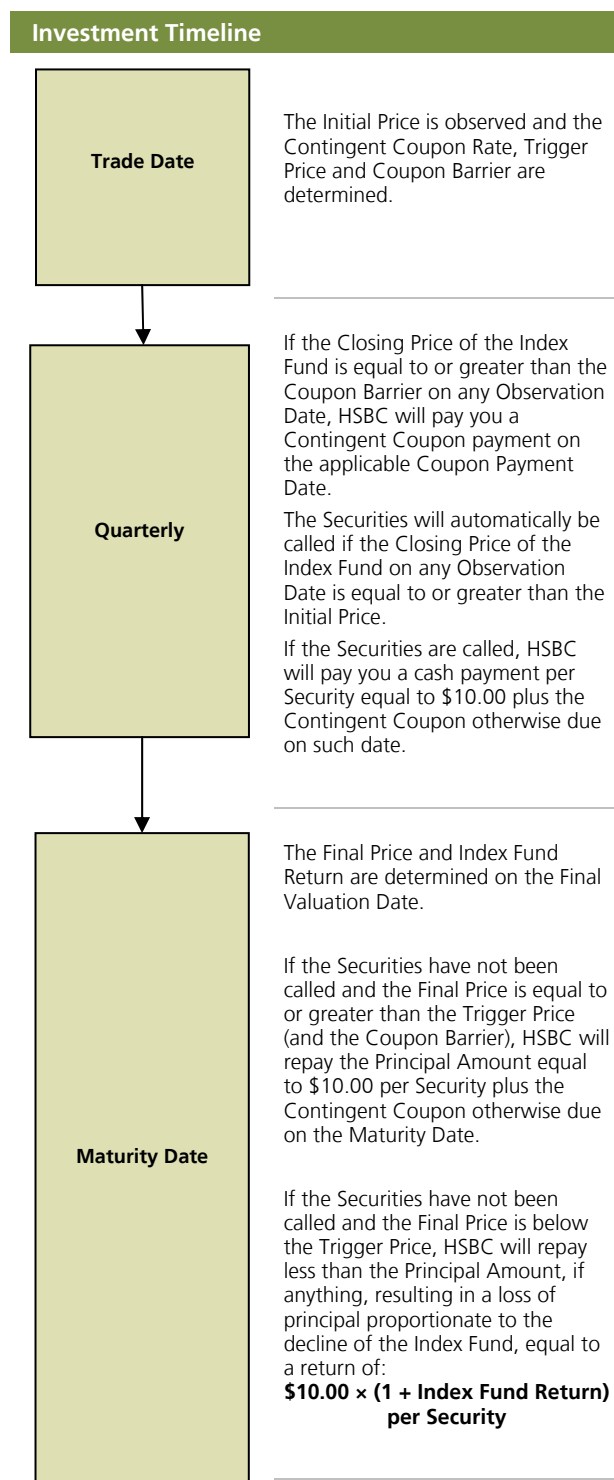 Investment Timeline
Trade Date
The Initial Price is observed and the
Contingent Coupon Rate, Trigger
Price and Coupon Barrier are
determined.
Quarterly
If the Closing Price of the Index
Fund is equal to or greater than the
Coupon Barrier on any Observation
Date, HSBC will pay you a
Contingent Coupon payment on
the applicable Coupon Payment
Date.
The Securities will automatically be
called if the Closing Price of the
Index Fund on any Observation
Date is equal to or greater than the
Initial Price.
If the Securities are called, HSBC
will pay you a cash payment per
Security equal to $10.00 plus the
Contingent Coupon otherwise due
on such date.
Maturity Date
The Final Price and Index Fund
Return are determined on the Final
Valuation Date.
If the Securities have not been
called and the Final Price is equal to
or greater than the Trigger Price
(and the Coupon Barrier), HSBC will
repay the Principal Amount equal
to $10.00 per Security plus the
Contingent Coupon otherwise due
on the Maturity Date.
If the Securities have not been
called and the Final Price is below
the Trigger Price, HSBC will repay
less than the Principal Amount, if
anything, resulting in a loss of
principal proportionate to the
decline of the Index Fund, equal to
a return of:
$10.00 × (1 + Index Fund Return)
per Security